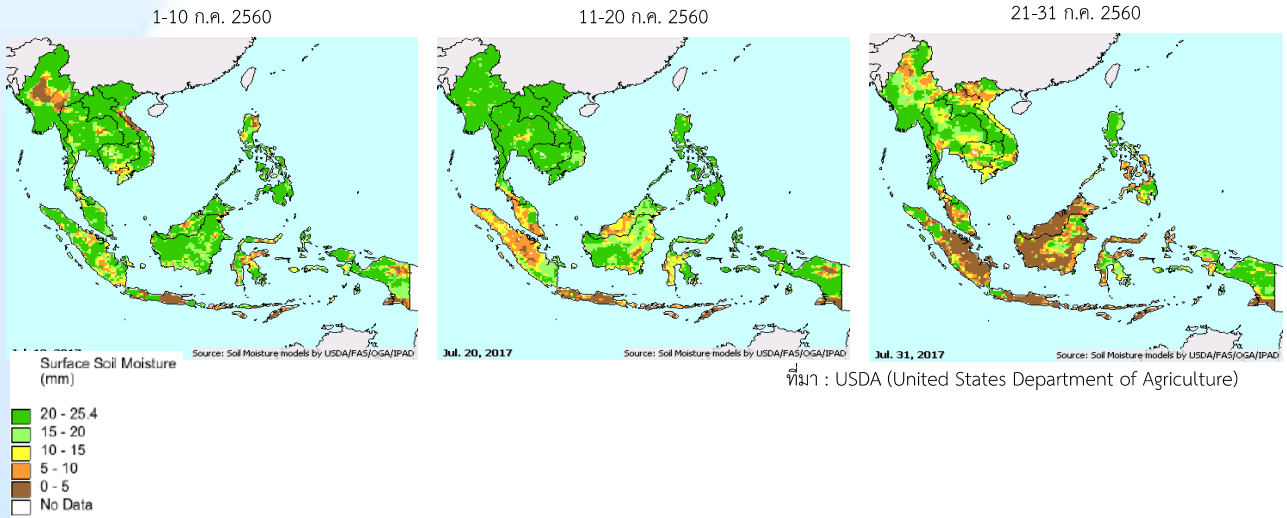 1-10 ก.ค. 2560
11-20 ก.ค. 2560
21-31 ก.ค. 2560
Source: Soil Moisture models by USDA/FAS/OGA/IPAD
Jul. 20, 2017
Source: Soil Moisture models by USDA/FAS/OGA/IPAD
Jul. 31, 2017
Source: Soil Moisture models by USDA/FAS/OGA/IPAD
ที่มา : USDA (United States Department of Agriculture)
Surface Soil Moisture
(mm)
20 - 25.4
15 - 20
10 - 15
5 - 10
0 - 5
No Data